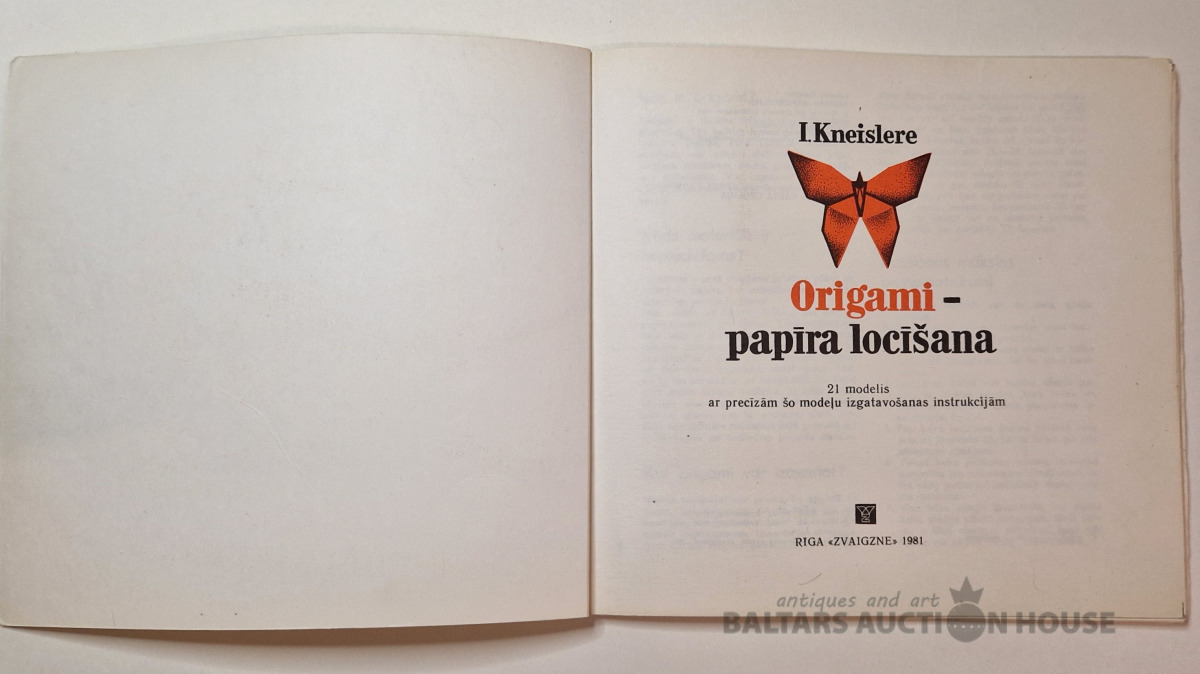 I. Kneislere
Origami –
papīra locīšana
21 modelis
ar precīzām šo modeļu izgatavošanas instrukcijām
RĪGA «ZVAIGZNE» 1981
antiques and art
BALTARS AUCTION HOUSE